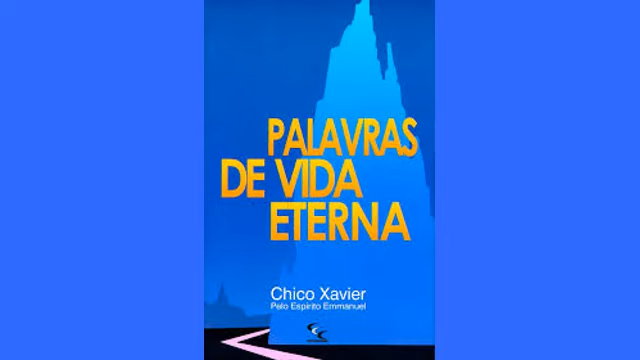 PALAVRAS
DE VIDA
ETERNA
Chico Xavier
Pelo Espírito Emmanuel